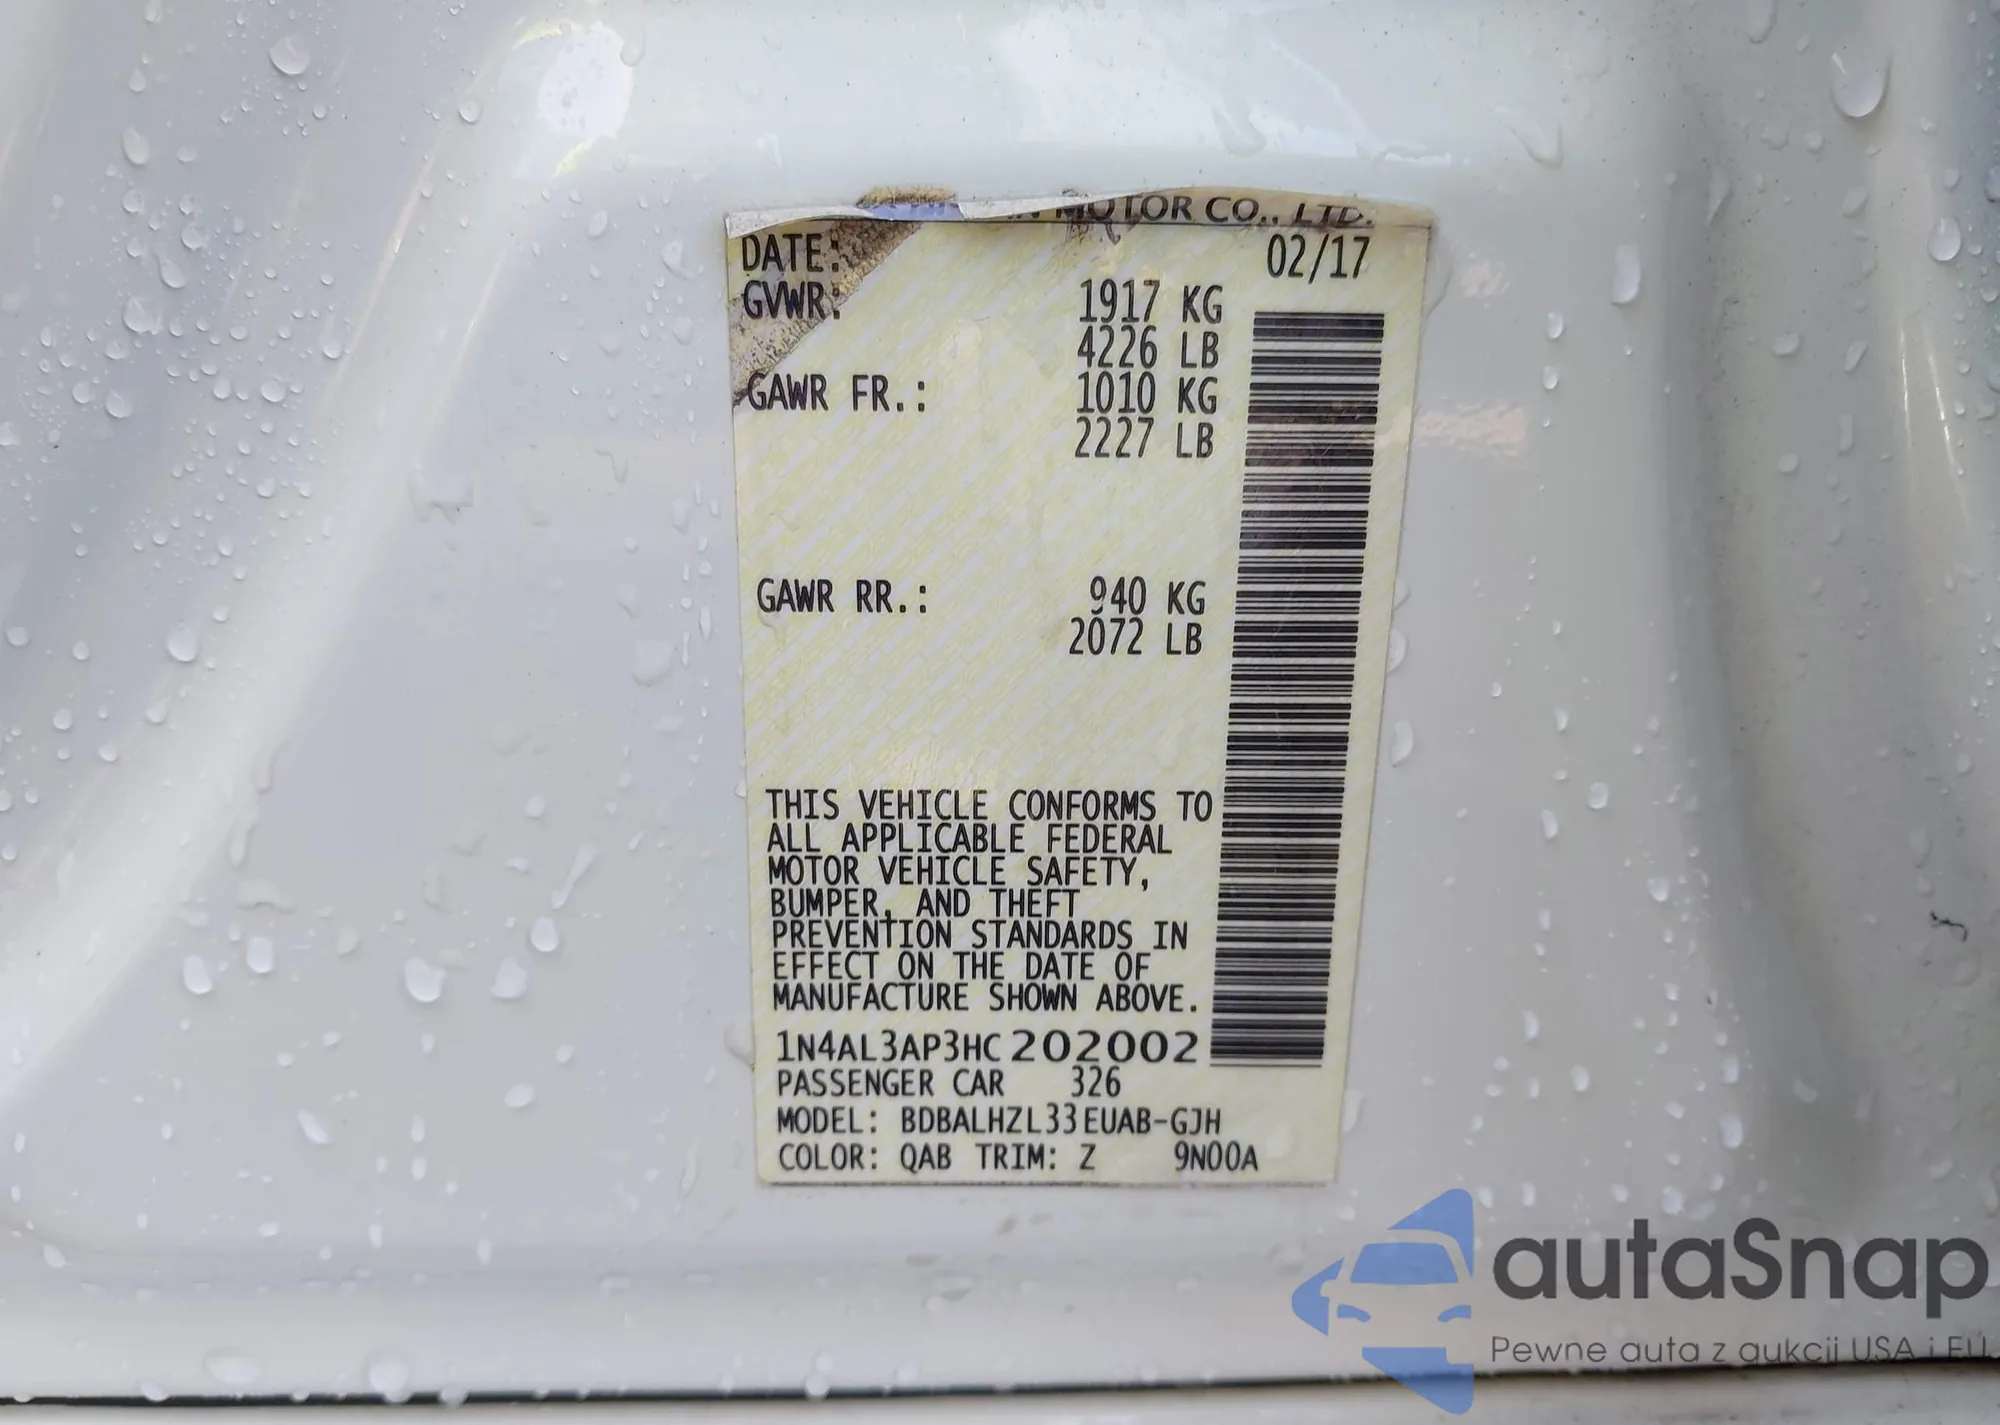 MOTOR CO., LTD.
DATE: 02/17
GVWR: 1917 KG
4226 LB
GAWR FR.: 1010 KG
2227 LB
GAWR RR.: 940 KG
2072 LB
THIS VEHICLE CONFORMS TO
ALL APPLICABLE FEDERAL
MOTOR VEHICLE SAFETY,
BUMPER, AND THEFT
PREVENTION STANDARDS IN
EFFECT ON THE DATE OF
MANUFACTURE SHOWN ABOVE.
1N4AL3AP3HC202002
PASSENGER CAR 326
MODEL: BDBALHZL33EUAB-GJH
COLOR: QAB TRIM: Z 9N00A
autaSnap
Pewne auta z aukcji USA i EU